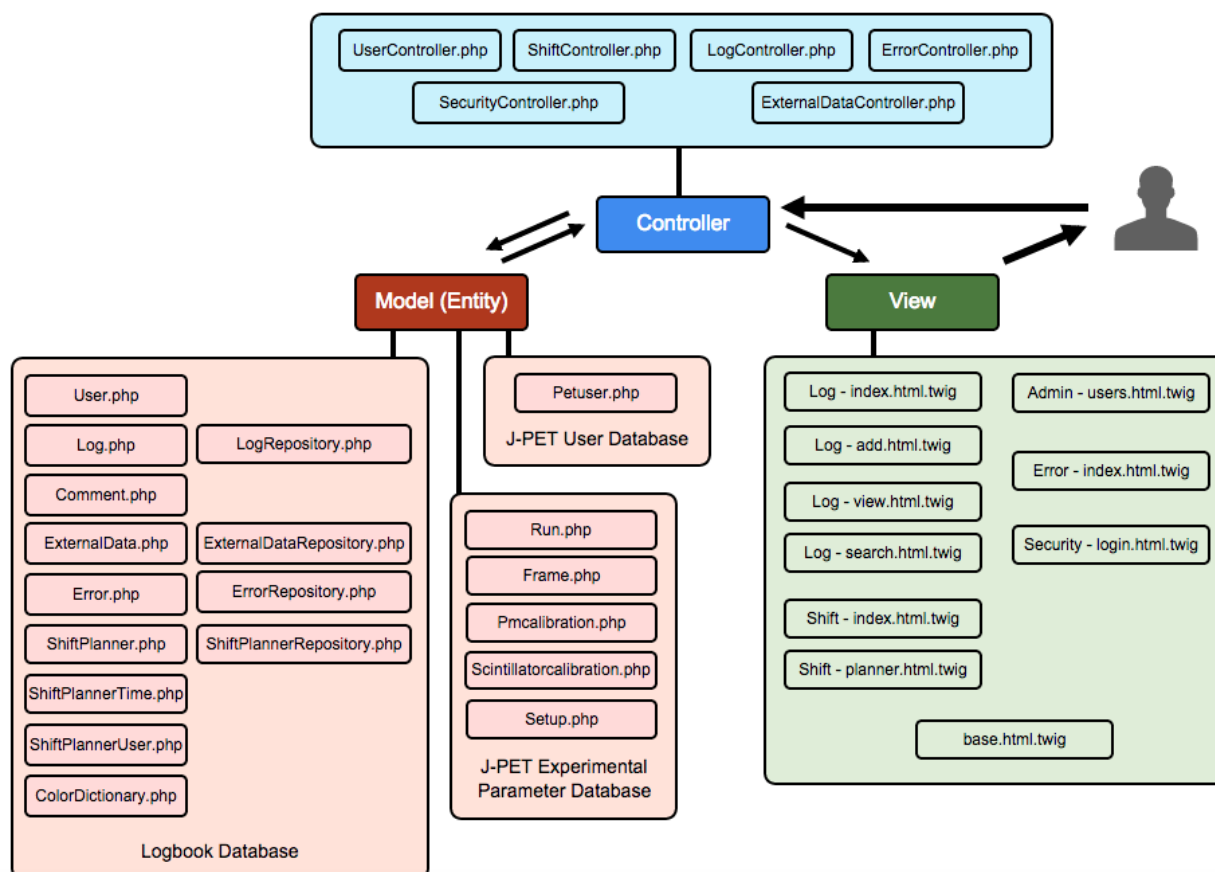 UserController.php
ShiftController.php
LogController.php
ErrorController.php
SecurityController.php
ExternalDataController.php
Controller
Model (Entity)
View
User.php
Log.php
LogRepository.php
Comment.php
ExternalData.php
ExternalDataRepository.php
Error.php
ErrorRepository.php
ShiftPlanner.php
ShiftPlannerRepository.php
ShiftPlannerTime.php
ShiftPlannerUser.php
ColorDictionary.php
Logbook Database
Petuser.php
J-PET User Database
Run.php
Frame.php
Pmcalibration.php
Scintillatorcalibration.php
Setup.php
J-PET Experimental
Parameter Database
Log - index.html.twig
Log - add.html.twig
Log - view.html.twig
Log - search.html.twig
Shift - index.html.twig
Shift - planner.html.twig
Admin - users.html.twig
Error - index.html.twig
Security - login.html.twig
base.html.twig